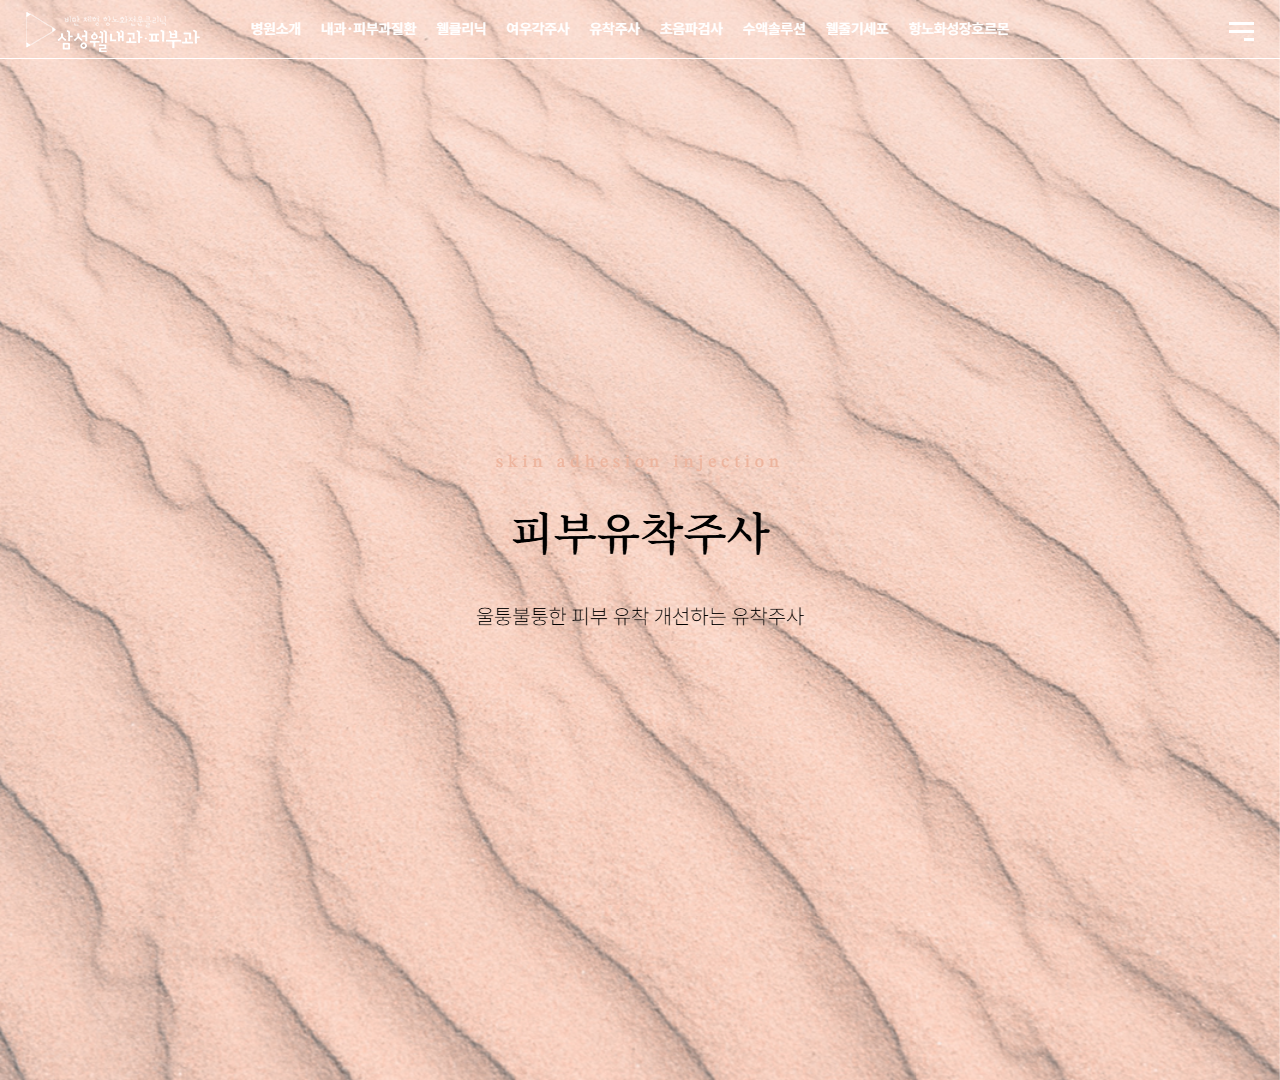 삼성웰내과·피부과
병원소개 내과·피부과질환 웰클리닉 여우각주사 유착주사 초음파검사 수액솔루션 웰줄기세포 항노화성장호르몬
skin adhesion injection
피부유착주사
울퉁불퉁한 피부 유착 개선하는 유착주사